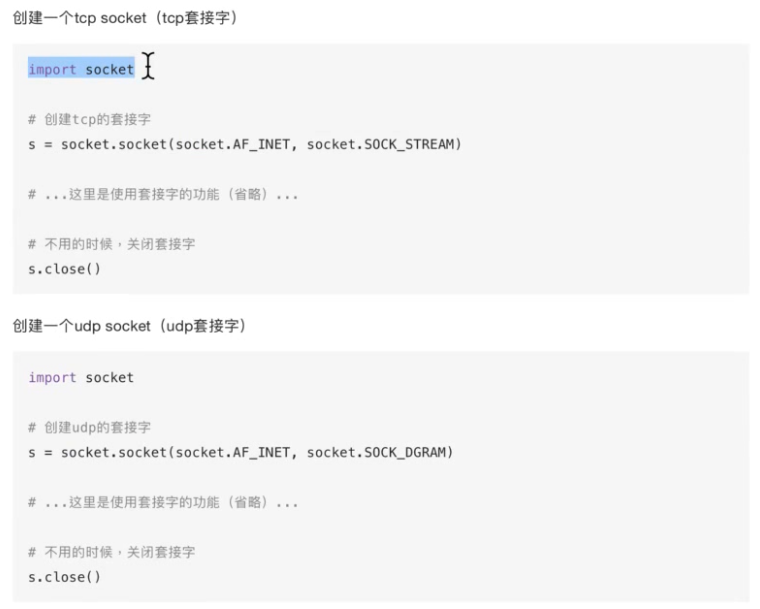 创建一个tcp socket（tcp套接字）
import socket
# 创建tcp的套接字
s = socket.socket(socket.AF_INET, socket.SOCK_STREAM)
# ...这里是使用套接字的功能（省略）...
# 不用的时候，关闭套接字
s.close()
创建一个udp socket（udp套接字）
import socket
# 创建udp的套接字
s = socket.socket(socket.AF_INET, socket.SOCK_DGRAM)
# ...这里是使用套接字的功能（省略）...
# 不用的时候，关闭套接字
s.close()